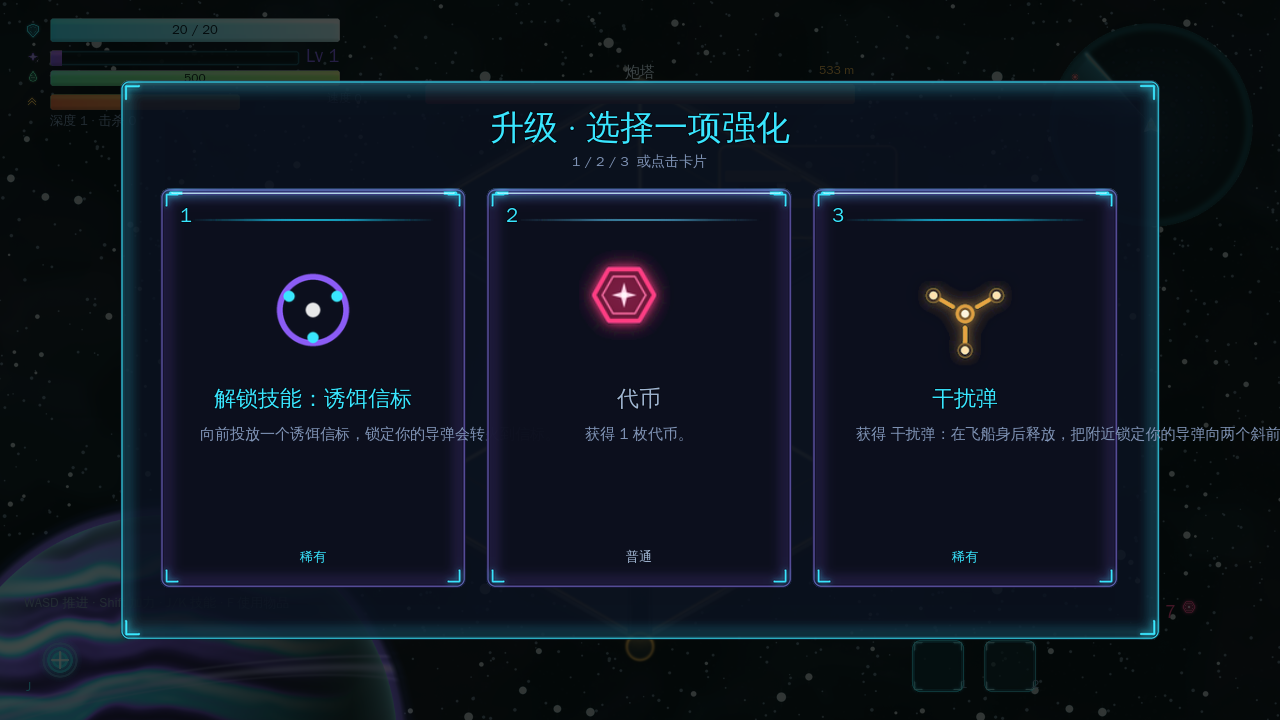 20 / 20
Lv 1
500
炮塔
533 m
深度 1 · 击杀
升级 · 选择一项强化
1 / 2 / 3 或点击卡片
1
2
3
解锁技能：诱饵信标
代币
干扰弹
向前投放一个诱饵信标，锁定你的导弹会转
获得 1 枚代币。
获得 干扰弹：在飞船身后释放，把附近锁定你的导弹向两个斜前
稀有
普通
稀有
WASD 推进 · Shif
7
J